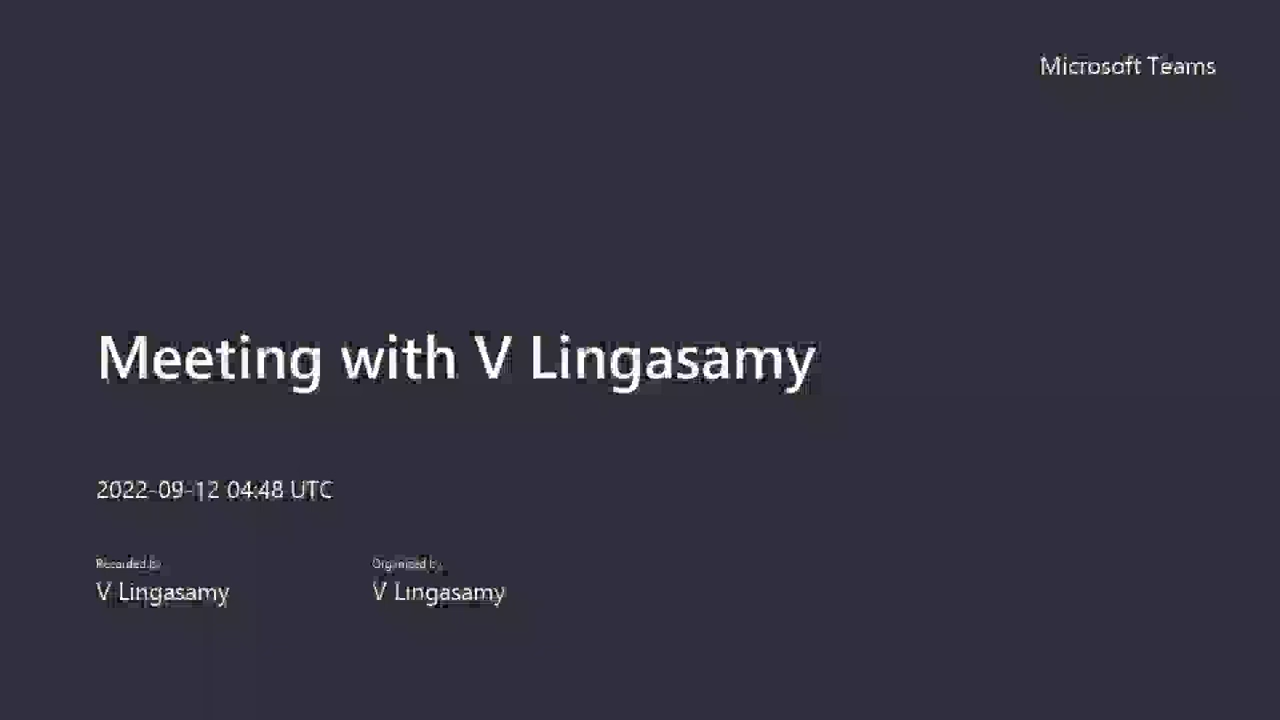 Microsoft Teams
Meeting with V Lingasamy
2022-09-12 04:48 UTC
Recorded by
Organized by
V Lingasamy
V Lingasamy